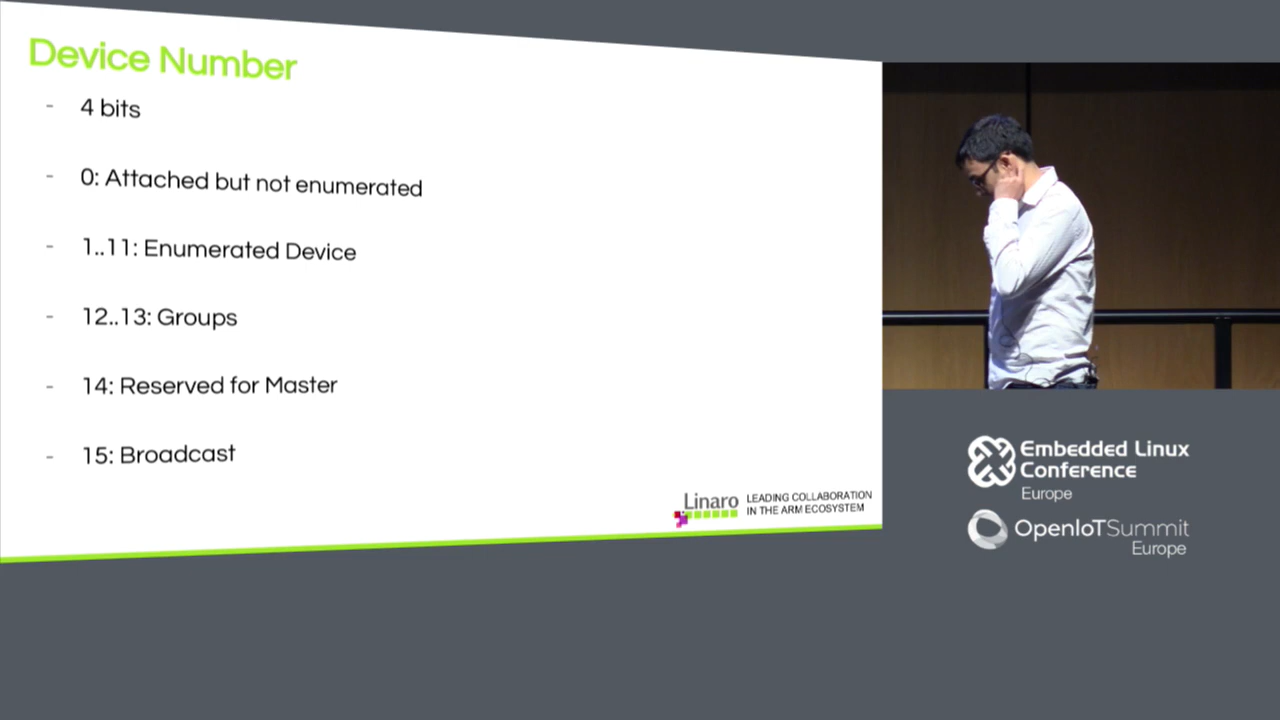 Device Number
- 4 bits
- 0: Attached but not enumerated
- 1..11: Enumerated Device
- 12..13: Groups
- 14: Reserved for Master
- 15: Broadcast
Linaro
LEADING COLLABORATION
IN THE ARM ECOSYSTEM
Embedded Linux
Conference
Europe
OpenIoTSummit
Europe